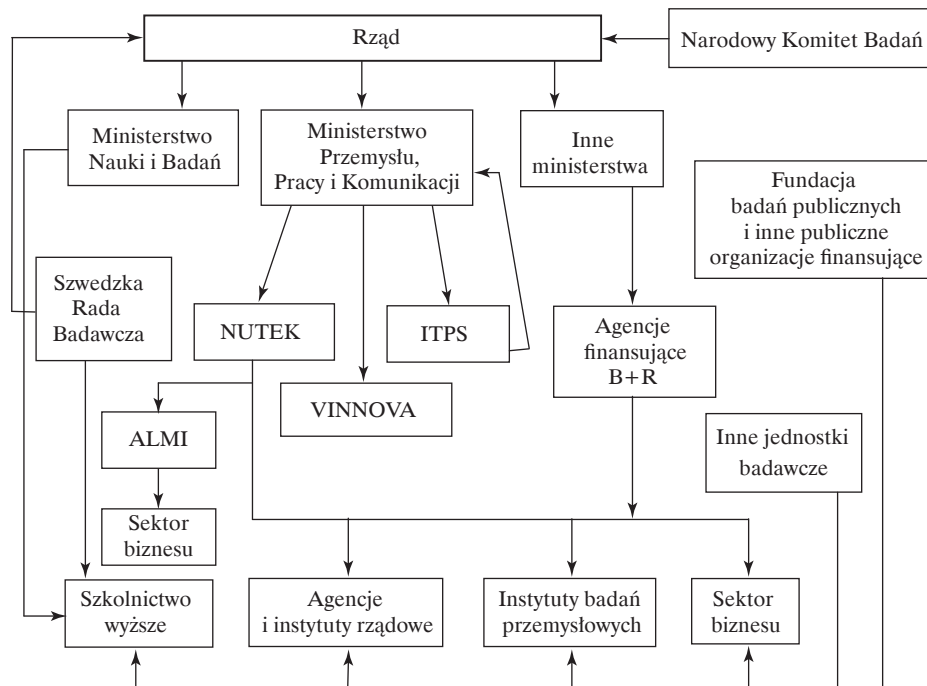 Rząd
Narodowy Komitet Badań
Ministerstwo
Nauki i Badań
Ministerstwo
Przemysłu,
Pracy i Komunikacji
Inne
ministerstwa
Fundacja
badań publicznych
i inne publiczne
organizacje finansujące
Szwedzka
Rada
Badawcza
NUTEK
ITPS
Agencje
finansujące
B+R
VINNOVA
ALMI
Inne jednostki
badawcze
Sektor
biznesu
Szkolnictwo
wyższe
Agencje
i instytuty rządowe
Instytuty badań
przemysłowych
Sektor
biznesu